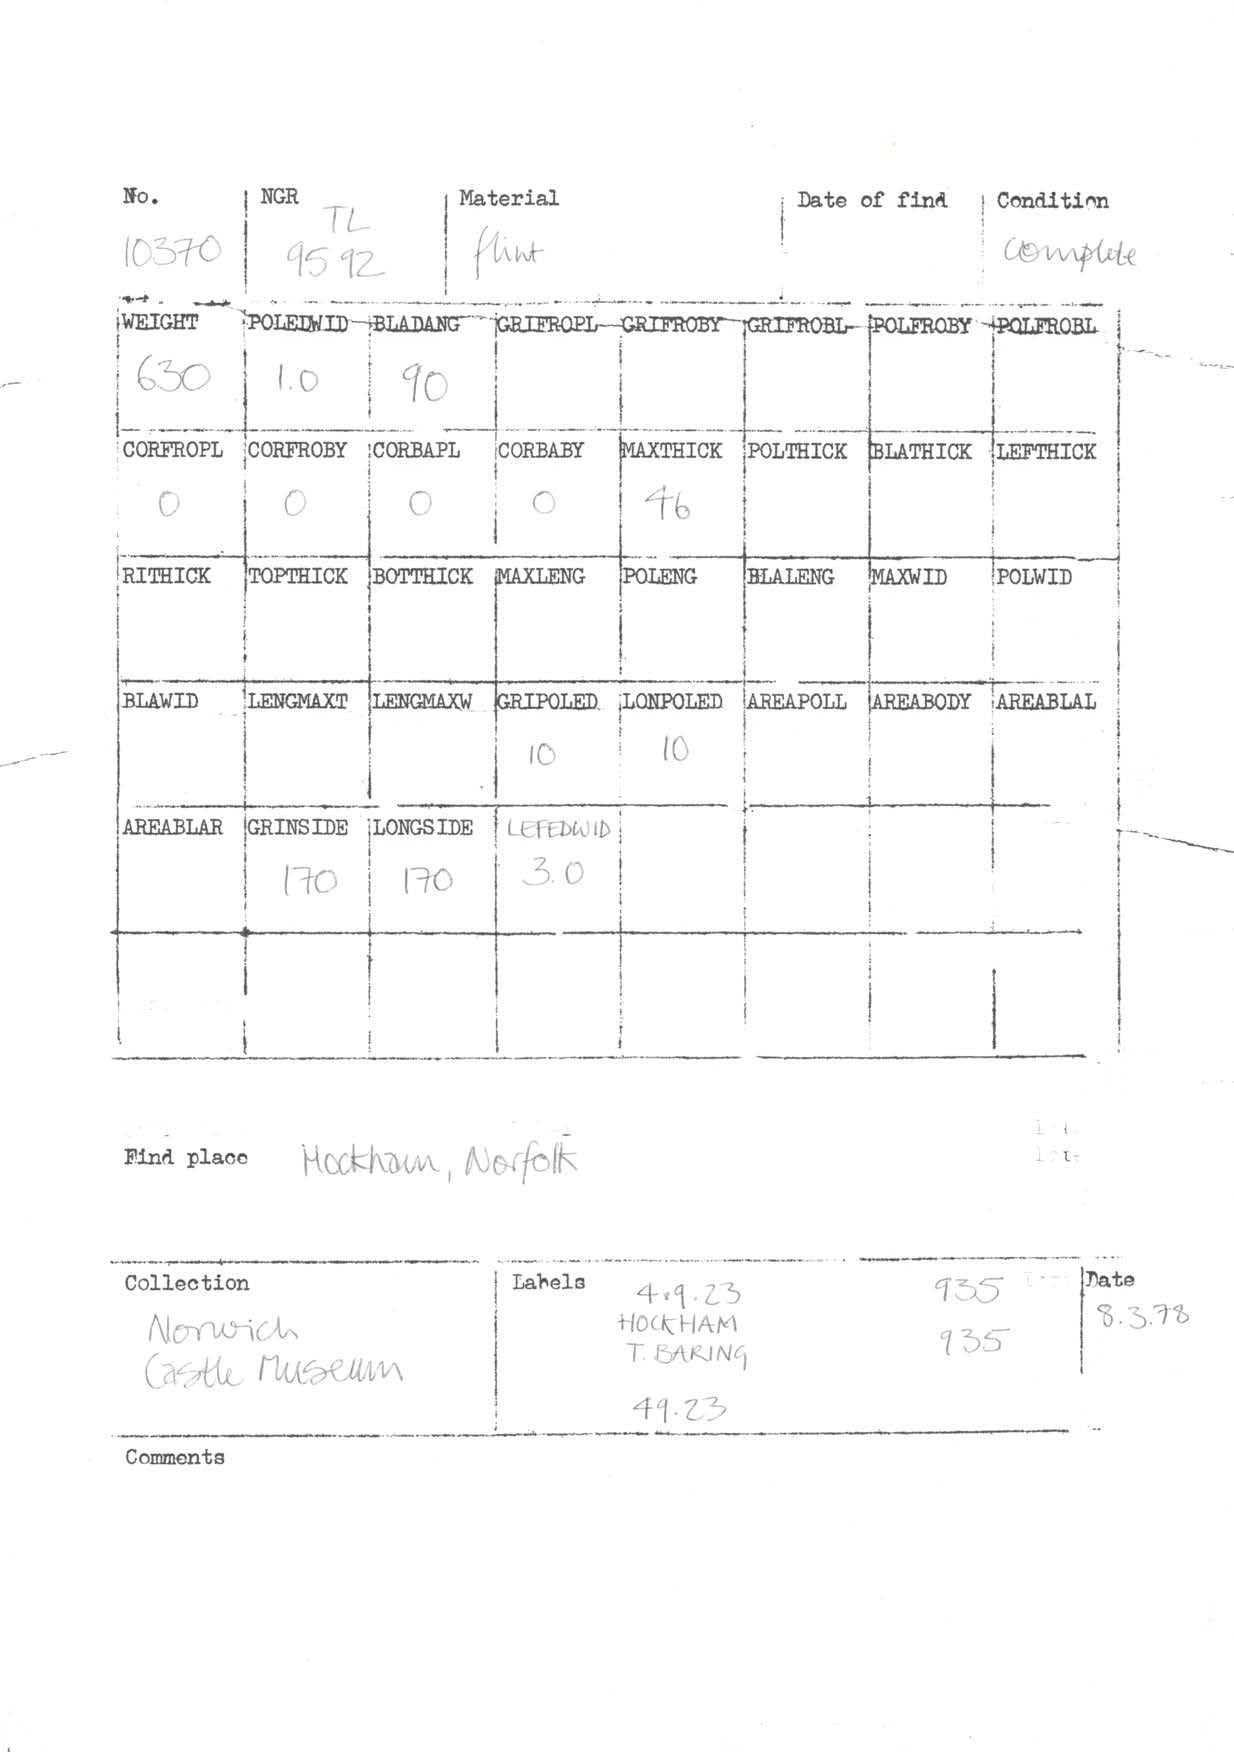 No. NGR Material Date of find Condition
10370 TL 9592 flint complete
WEIGHT POLEDWID BLADANG GRIFROPL GRIFROBY GRIFROBL POLFROBY POLFROBL
630 1.0 90
CORFROPL CORFROBY CORBAPL CORBABY MAXTHICK POLTHICK BLATHICK LEFTHICK
0 0 0 0 46
RITHICK TOPTHICK BOTTHICK MAXLENG POLENG BLALENG MAXWID POLWID
BLAWID LENGMAXT LENGMAXW GRIPOLED LONPOLED AREAPOLL AREABODY AREABLAL
10 10
AREABLAR GRINSIDE LONGSIDE LEFEDWID
170 170 3.0
Find place Hockham, Norfolk
Collection Labels 4.9.23 935 Date
Norwich HOCKHAM 8.3.78
Castle Museum T. BARING 935
49.23
Comments